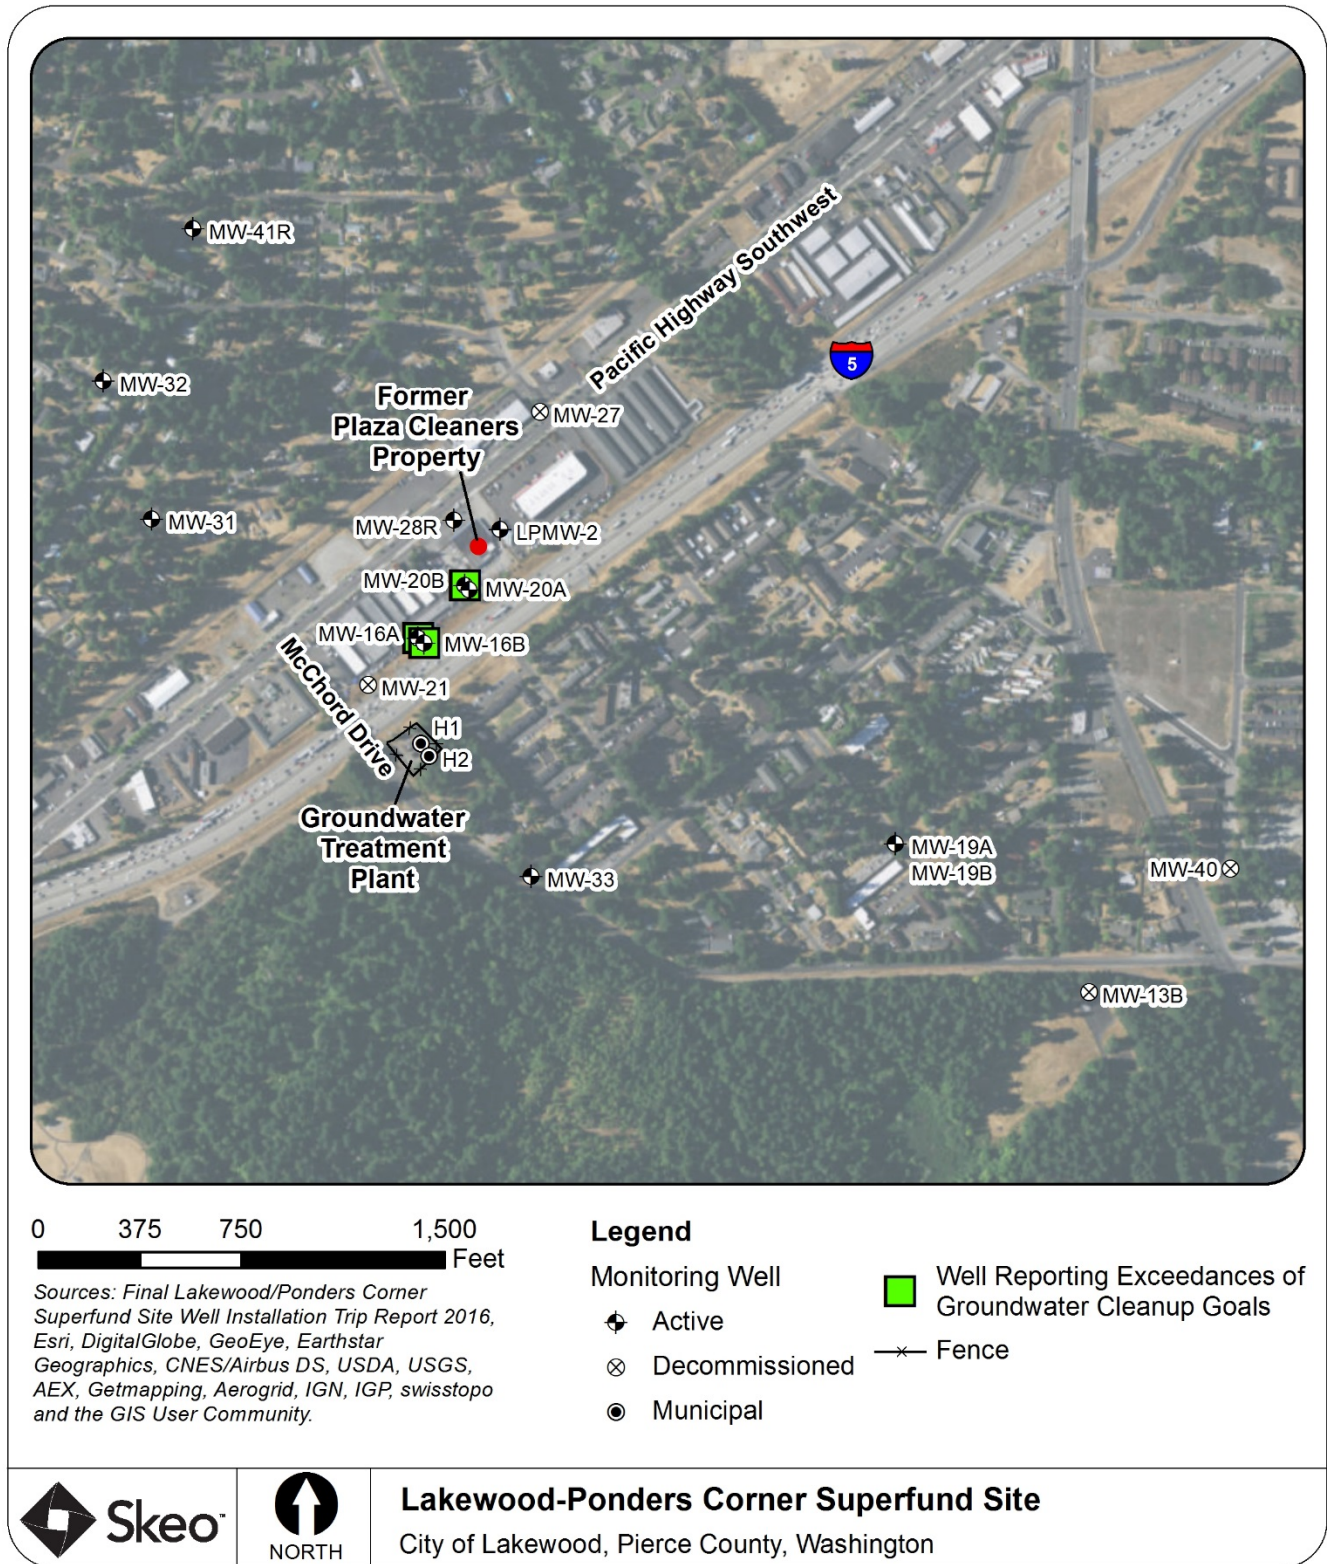 MW-41R
Pacific Highway Southwest
5
MW-32
Former
Plaza Cleaners
Property
MW-27
MW-31
MW-28R
LPMW-2
MW-20B
MW-20A
MW-16A
MW-16B
McChord Drive
MW-21
H1
H2
Groundwater
Treatment
Plant
MW-33
MW-19A
MW-19B
MW-40
MW-13B
0 375 750 1,500
Feet
Sources: Final Lakewood/Ponders Corner
Superfund Site Well Installation Trip Report 2016,
Esri, DigitalGlobe, GeoEye, Earthstar
Geographics, CNES/Airbus DS, USDA, USGS,
AEX, Getmapping, Aerogrid, IGN, IGP, swisstopo
and the GIS User Community.
Legend
Monitoring Well
Active
Decommissioned
Municipal
Well Reporting Exceedances of
Groundwater Cleanup Goals
Fence
Skeo™
NORTH
Lakewood-Ponders Corner Superfund Site
City of Lakewood, Pierce County, Washington